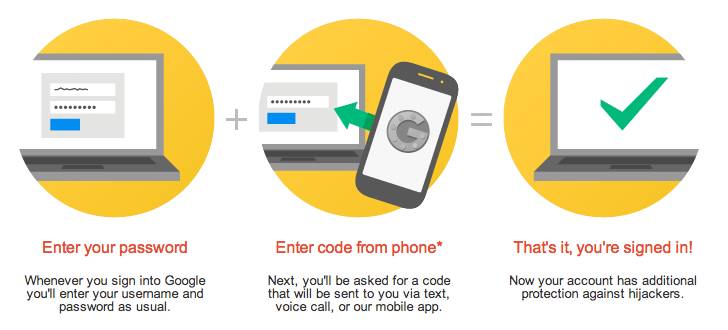 Enter your password
Whenever you sign into Google
you'll enter your username and
password as usual.
+
Enter code from phone*
Next, you'll be asked for a code
that will be sent to you via text,
voice call, or our mobile app.
=
That's it, you're signed in!
Now your account has additional
protection against hijackers.